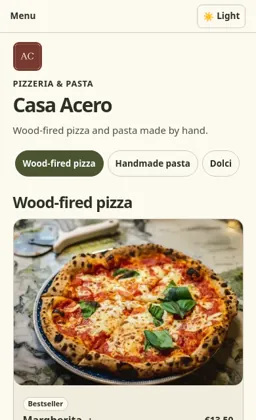 Menu
☀️ Light
AC
PIZZERIA & PASTA
Casa Acero
Wood-fired pizza and pasta made by hand.
Wood-fired pizza
Handmade pasta
Dolci
Wood-fired pizza
Bestseller
Margherita
€13.50